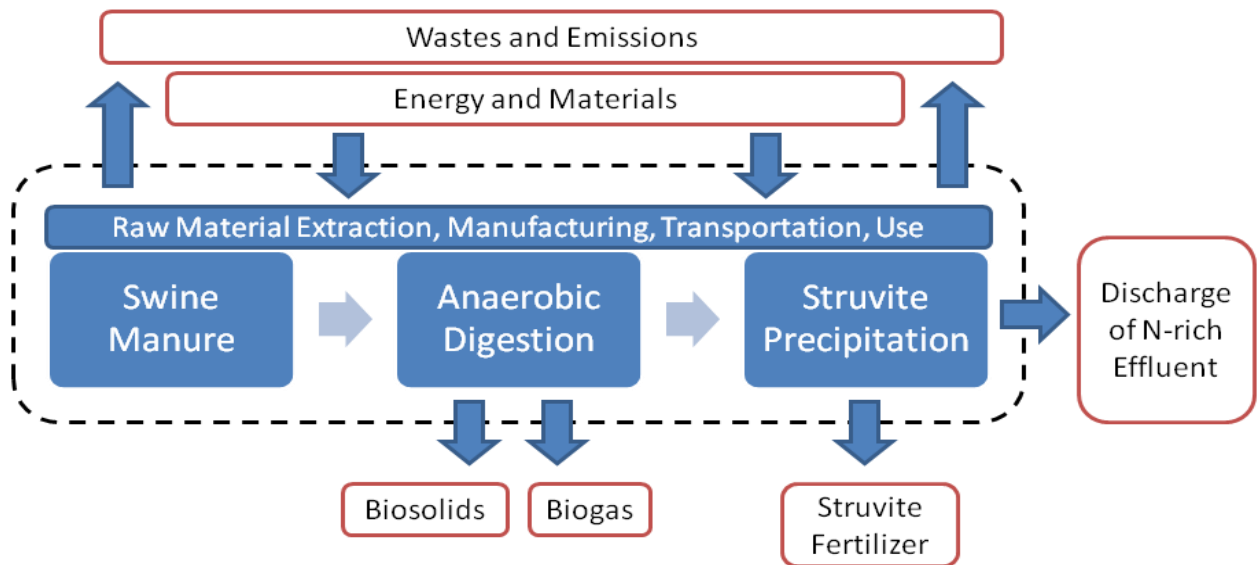 Wastes and Emissions
Energy and Materials
Raw Material Extraction, Manufacturing, Transportation, Use
Swine
Manure
Anaerobic
Digestion
Struvite
Precipitation
Discharge
of N-rich
Effluent
Biosolids
Biogas
Struvite
Fertilizer